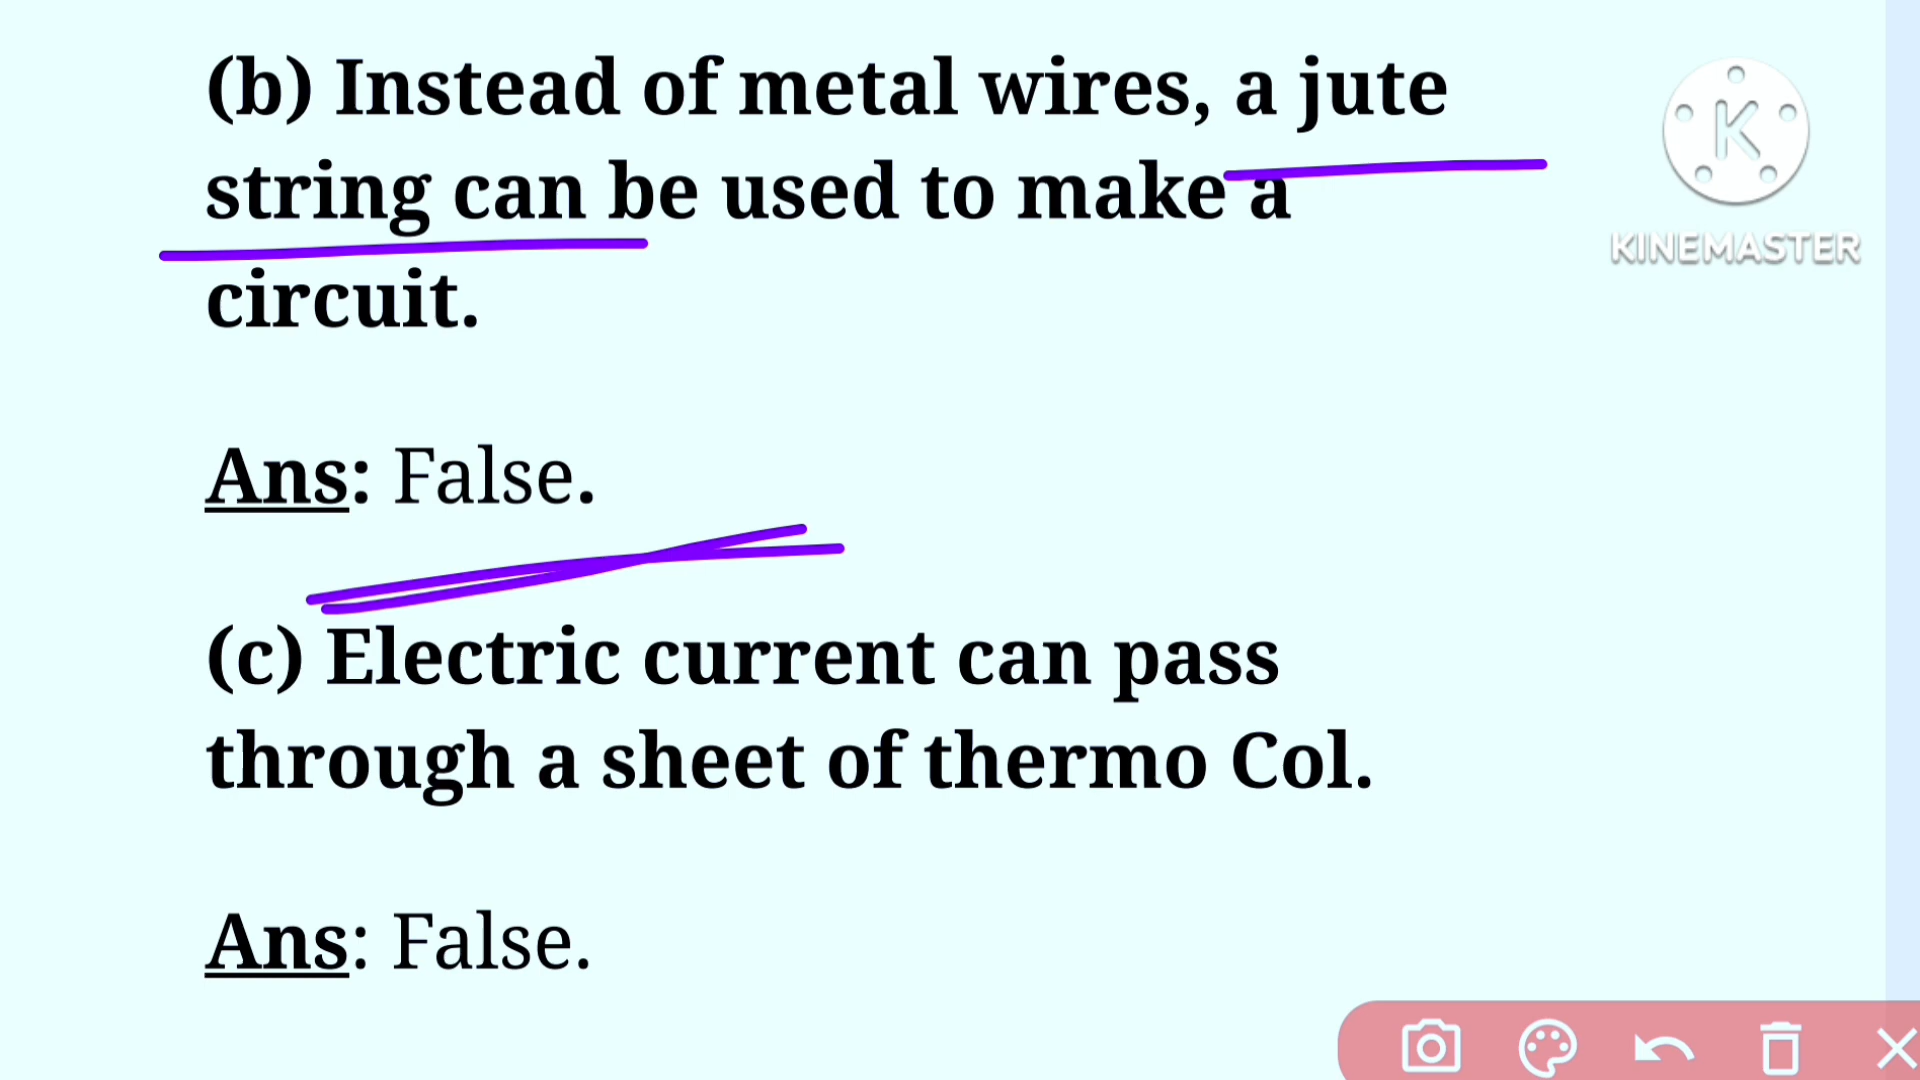 (b) Instead of metal wires, a jute
string can be used to make a
circuit.
Ans: False.
(c) Electric current can pass
through a sheet of thermo Col.
Ans: False.
K
KINEMASTER